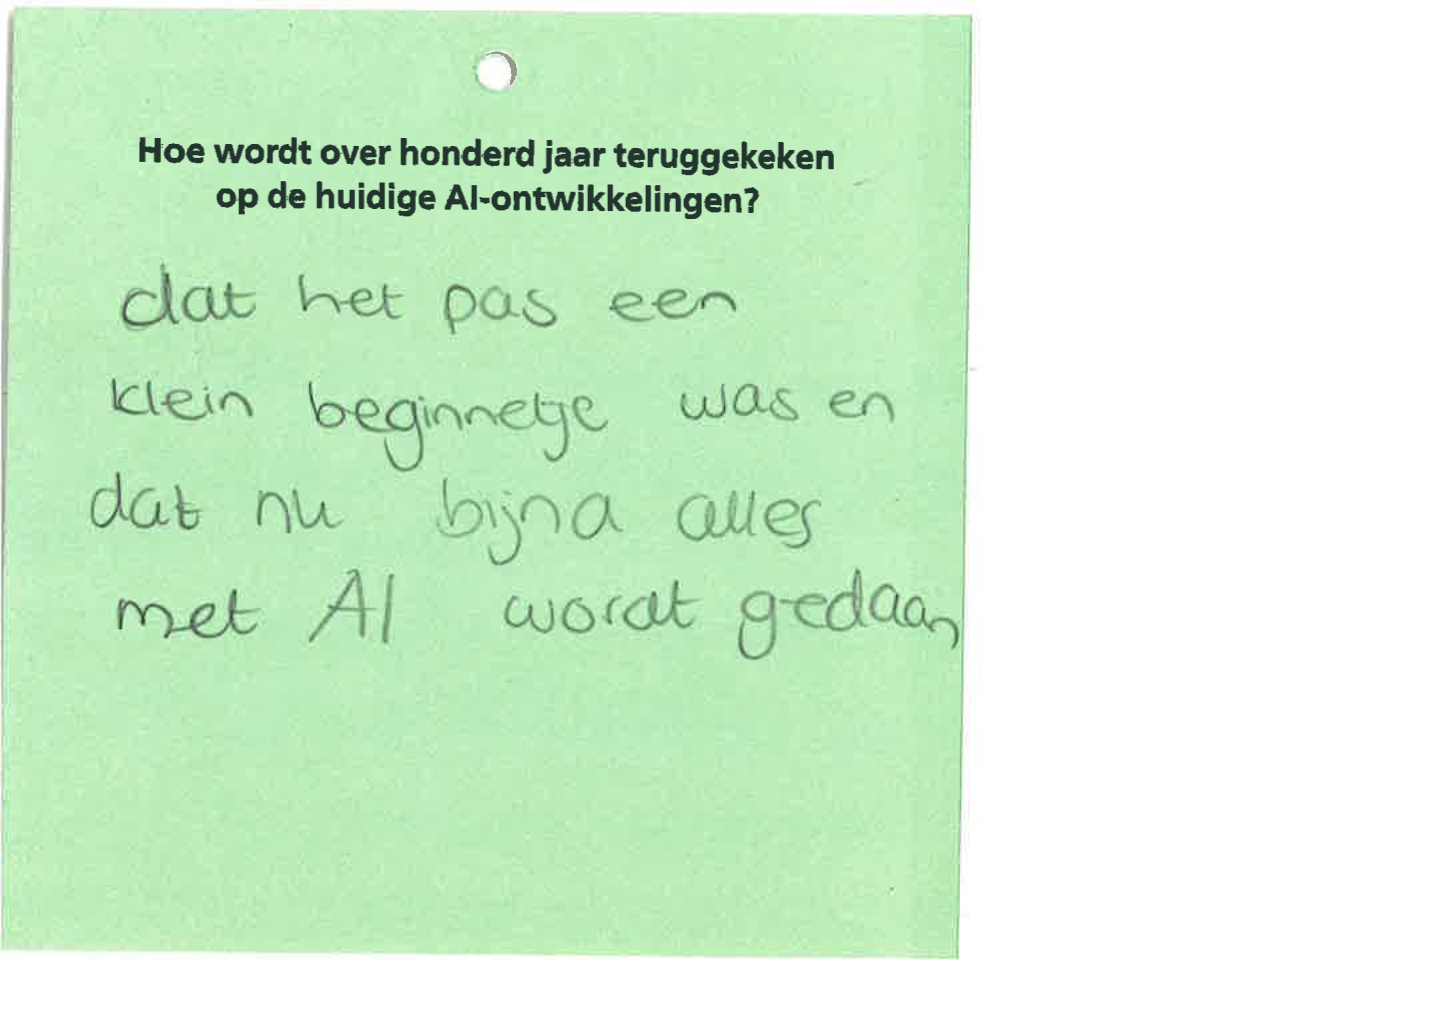 Hoe wordt over honderd jaar teruggekeken
op de huidige AI-ontwikkelingen?
dat het pas een
klein beginnetje was en
dat nu bijna alles
met AI wordt gedaan